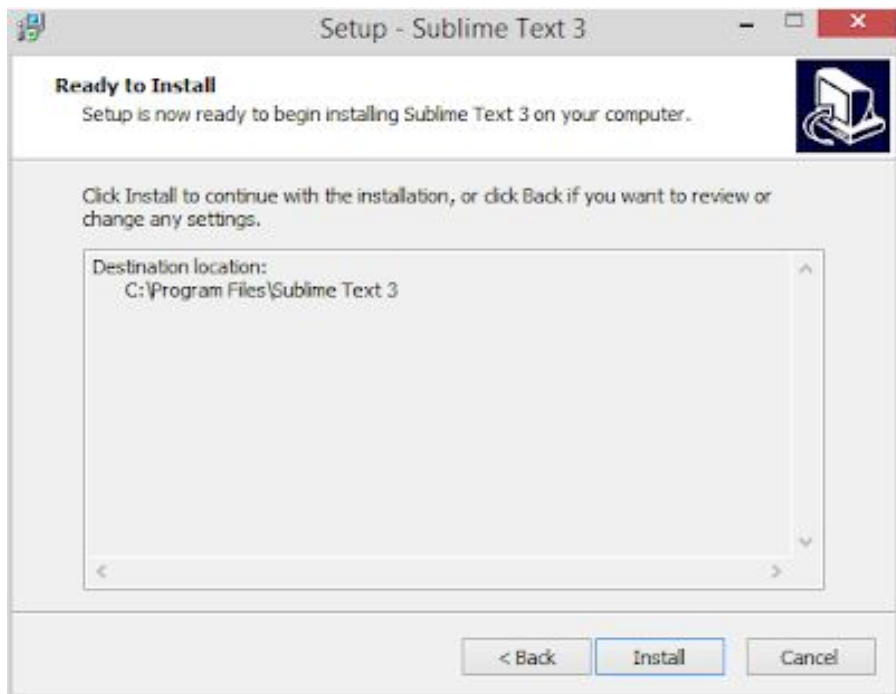 Setup - Sublime Text 3
Ready to Install
Setup is now ready to begin installing Sublime Text 3 on your computer.
Click Install to continue with the installation, or click Back if you want to review or
change any settings.
Destination location:
C:\Program Files\Sublime Text 3
< Back
Install
Cancel